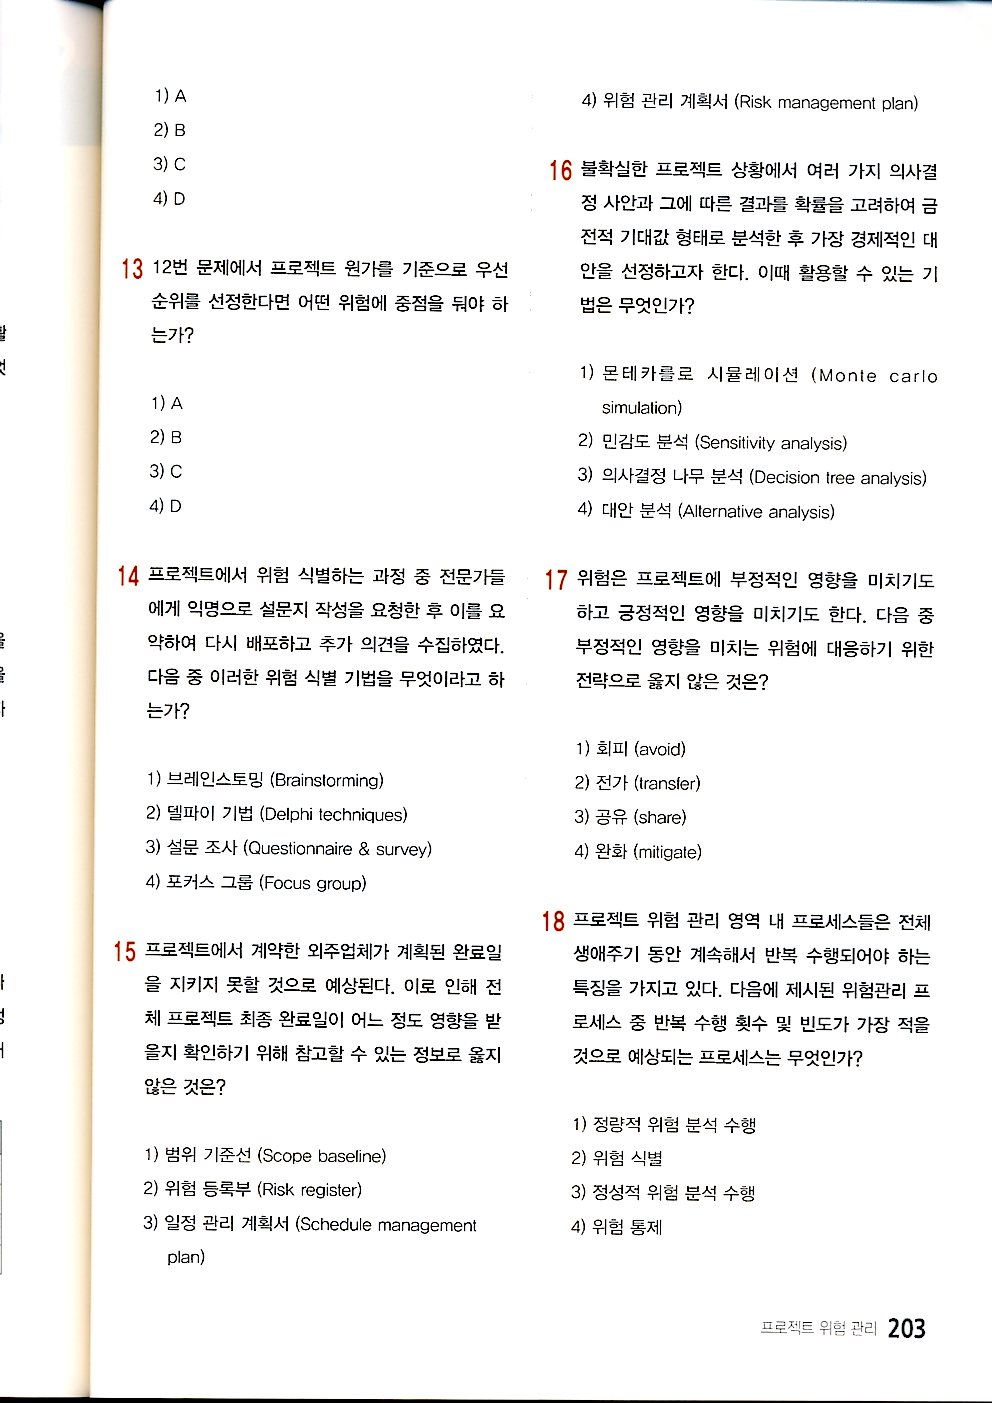 1) A
2) B
3) C
4) D
13 12번 문제에서 프로젝트 원가를 기준으로 우선
순위를 선정한다면 어떤 위험에 중점을 둬야 하
는가?
1) A
2) B
3) C
4) D
14 프로젝트에서 위험 식별하는 과정 중 전문가들
에게 익명으로 설문지 작성을 요청한 후 이를 요
약하여 다시 배포하고 추가 의견을 수집하였다.
다음 중 이러한 위험 식별 기법을 무엇이라고 하
는가?
1) 브레인스토밍 (Brainstorming)
2) 델파이 기법 (Delphi techniques)
3) 설문 조사 (Questionnaire & survey)
4) 포커스 그룹 (Focus group)
15 프로젝트에서 계약한 외주업체가 계획된 완료일
을 지키지 못할 것으로 예상된다. 이로 인해 전
체 프로젝트 최종 완료일이 어느 정도 영향을 받
을지 확인하기 위해 참고할 수 있는 정보로 옳지
않은 것은?
1) 범위 기준선 (Scope baseline)
2) 위험 등록부 (Risk register)
3) 일정 관리 계획서 (Schedule management
plan)
4) 위험 관리 계획서 (Risk management plan)
16 불확실한 프로젝트 상황에서 여러 가지 의사결
정 사안과 그에 따른 결과를 확률을 고려하여 금
전적 기대값 형태로 분석한 후 가장 경제적인 대
안을 선정하고자 한다. 이때 활용할 수 있는 기
법은 무엇인가?
1) 몬테카를로 시뮬레이션 (Monte carlo
simulation)
2) 민감도 분석 (Sensitivity analysis)
3) 의사결정 나무 분석 (Decision tree analysis)
4) 대안 분석 (Alternative analysis)
17 위험은 프로젝트에 부정적인 영향을 미치기도
하고 긍정적인 영향을 미치기도 한다. 다음 중
부정적인 영향을 미치는 위험에 대응하기 위한
전략으로 옳지 않은 것은?
1) 회피 (avoid)
2) 전가 (transfer)
3) 공유 (share)
4) 완화 (mitigate)
18 프로젝트 위험 관리 영역 내 프로세스들은 전체
생애주기 동안 계속해서 반복 수행되어야 하는
특징을 가지고 있다. 다음에 제시된 위험관리 프
로세스 중 반복 수행 횟수 및 빈도가 가장 적을
것으로 예상되는 프로세스는 무엇인가?
1) 정량적 위험 분석 수행
2) 위험 식별
3) 정성적 위험 분석 수행
4) 위험 통제
프로젝트 위험 관리 203